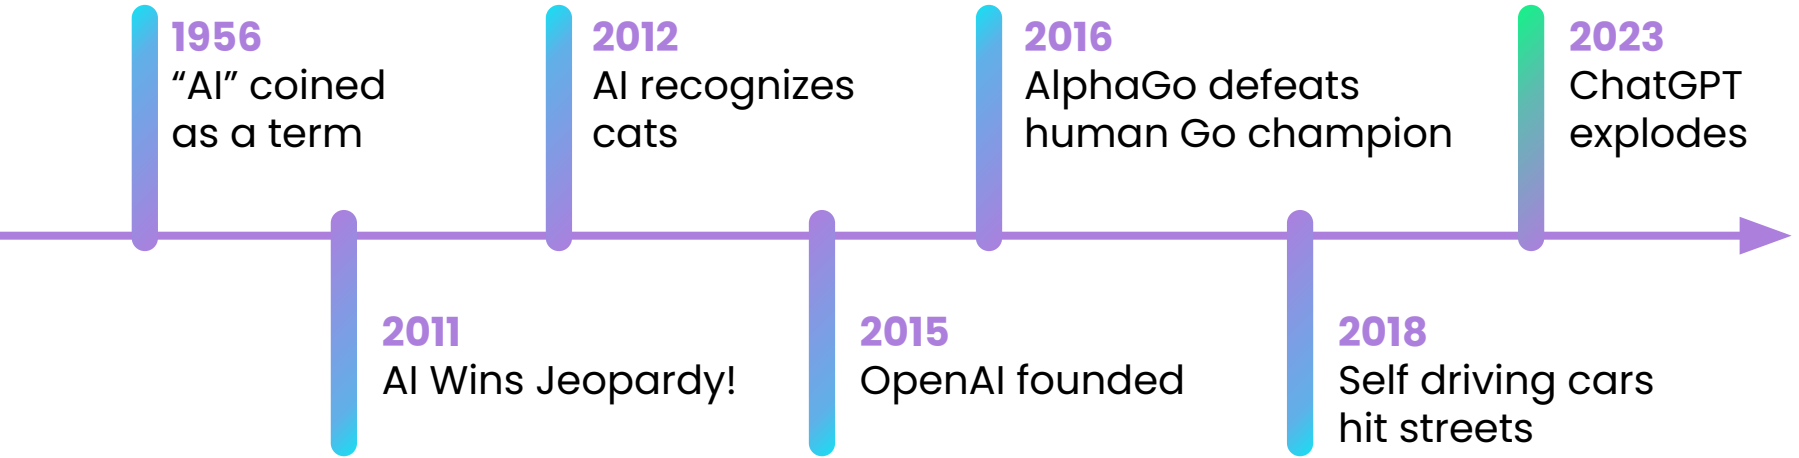 1956
“AI” coined
as a term
2011
AI Wins Jeopardy!
2012
AI recognizes
cats
2015
OpenAI founded
2016
AlphaGo defeats
human Go champion
2018
Self driving cars
hit streets
2023
ChatGPT
explodes